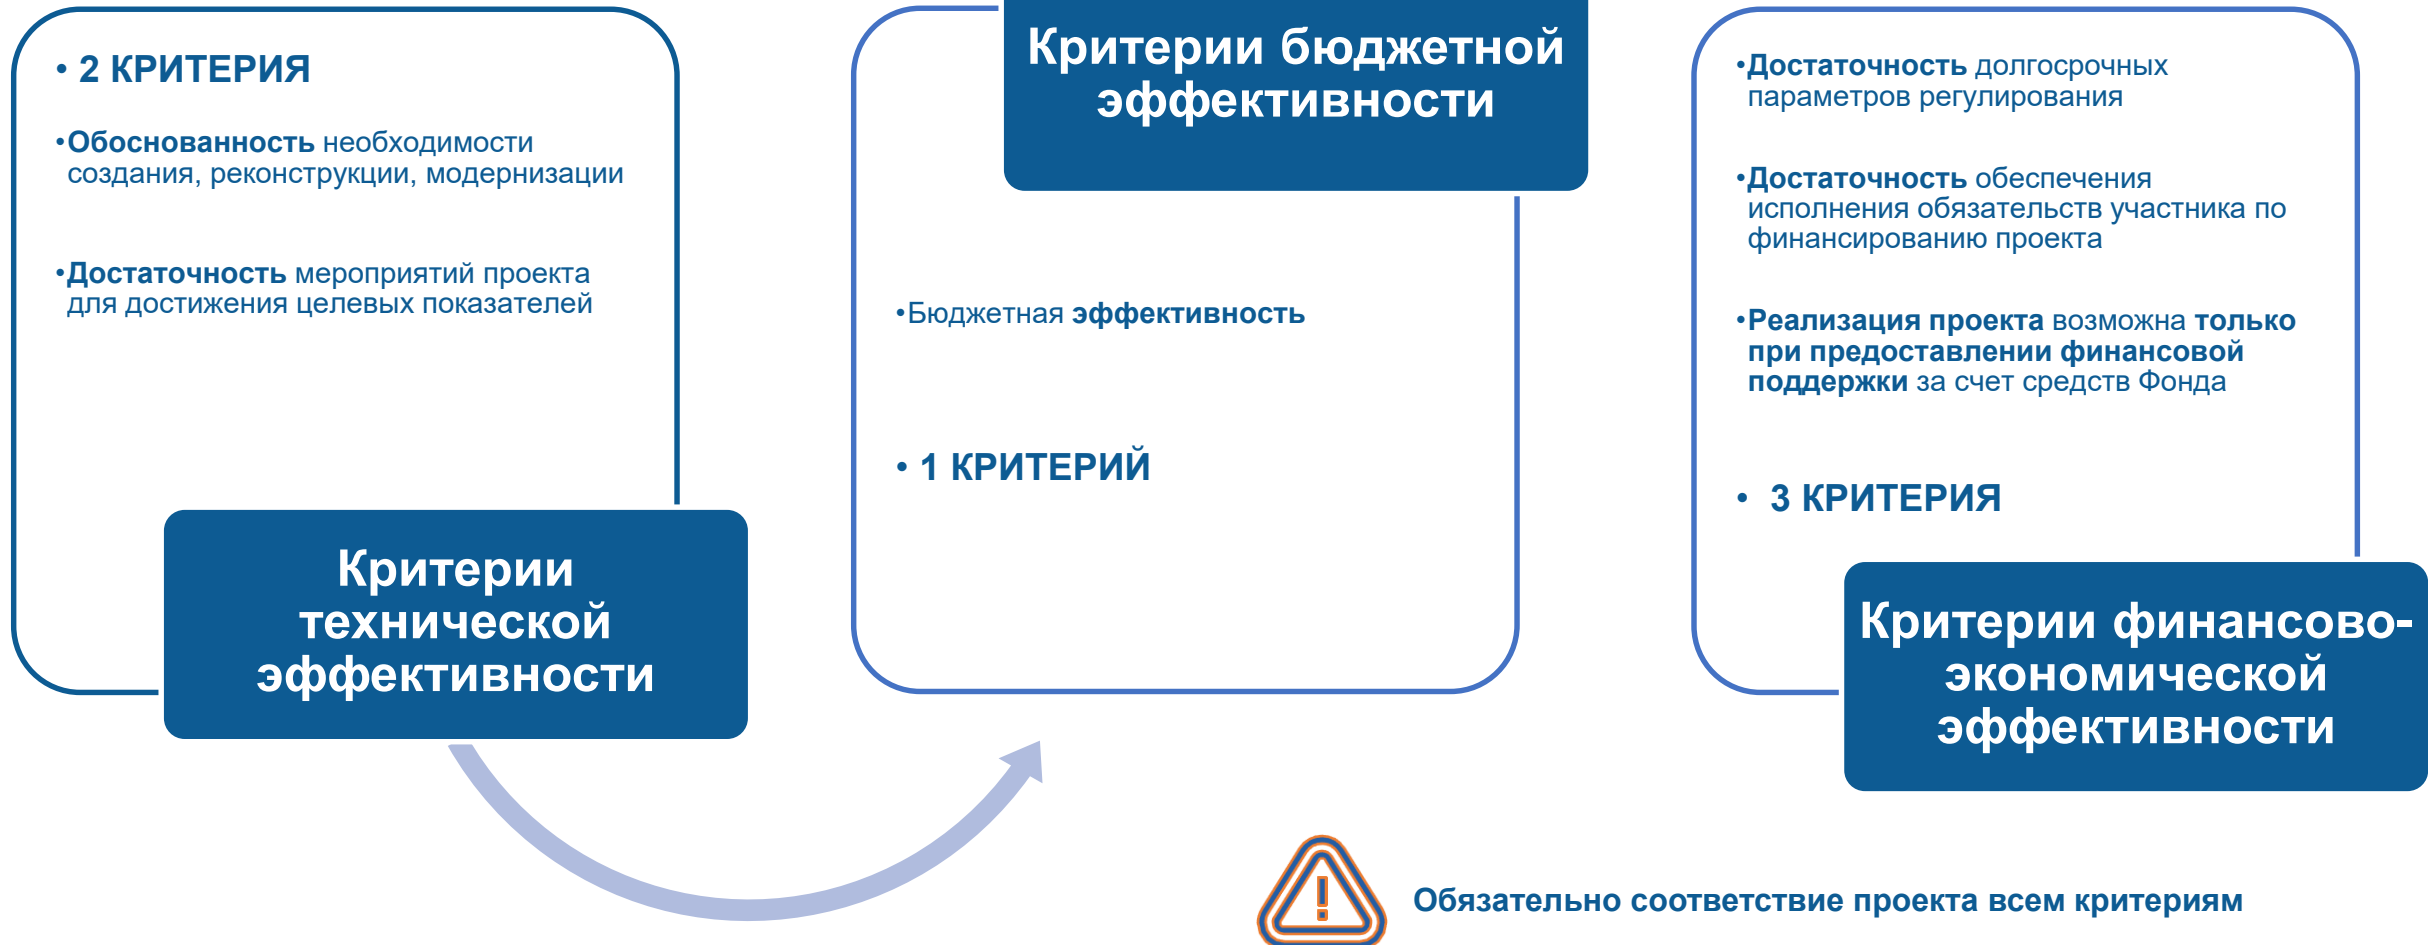 • 2 КРИТЕРИЯ
•Обоснованность необходимости
создания, реконструкции, модернизации
•Достаточность мероприятий проекта
для достижения целевых показателей
Критерии
технической
эффективности
Критерии бюджетной
эффективности
•Бюджетная эффективность
• 1 КРИТЕРИЙ
•Достаточность долгосрочных
параметров регулирования
•Достаточность обеспечения
исполнения обязательств участника по
финансированию проекта
•Реализация проекта возможна только
при предоставлении финансовой
поддержки за счет средств Фонда
• 3 КРИТЕРИЯ
Критерии финансово-
экономической
эффективности
Обязательно соответствие проекта всем критериям